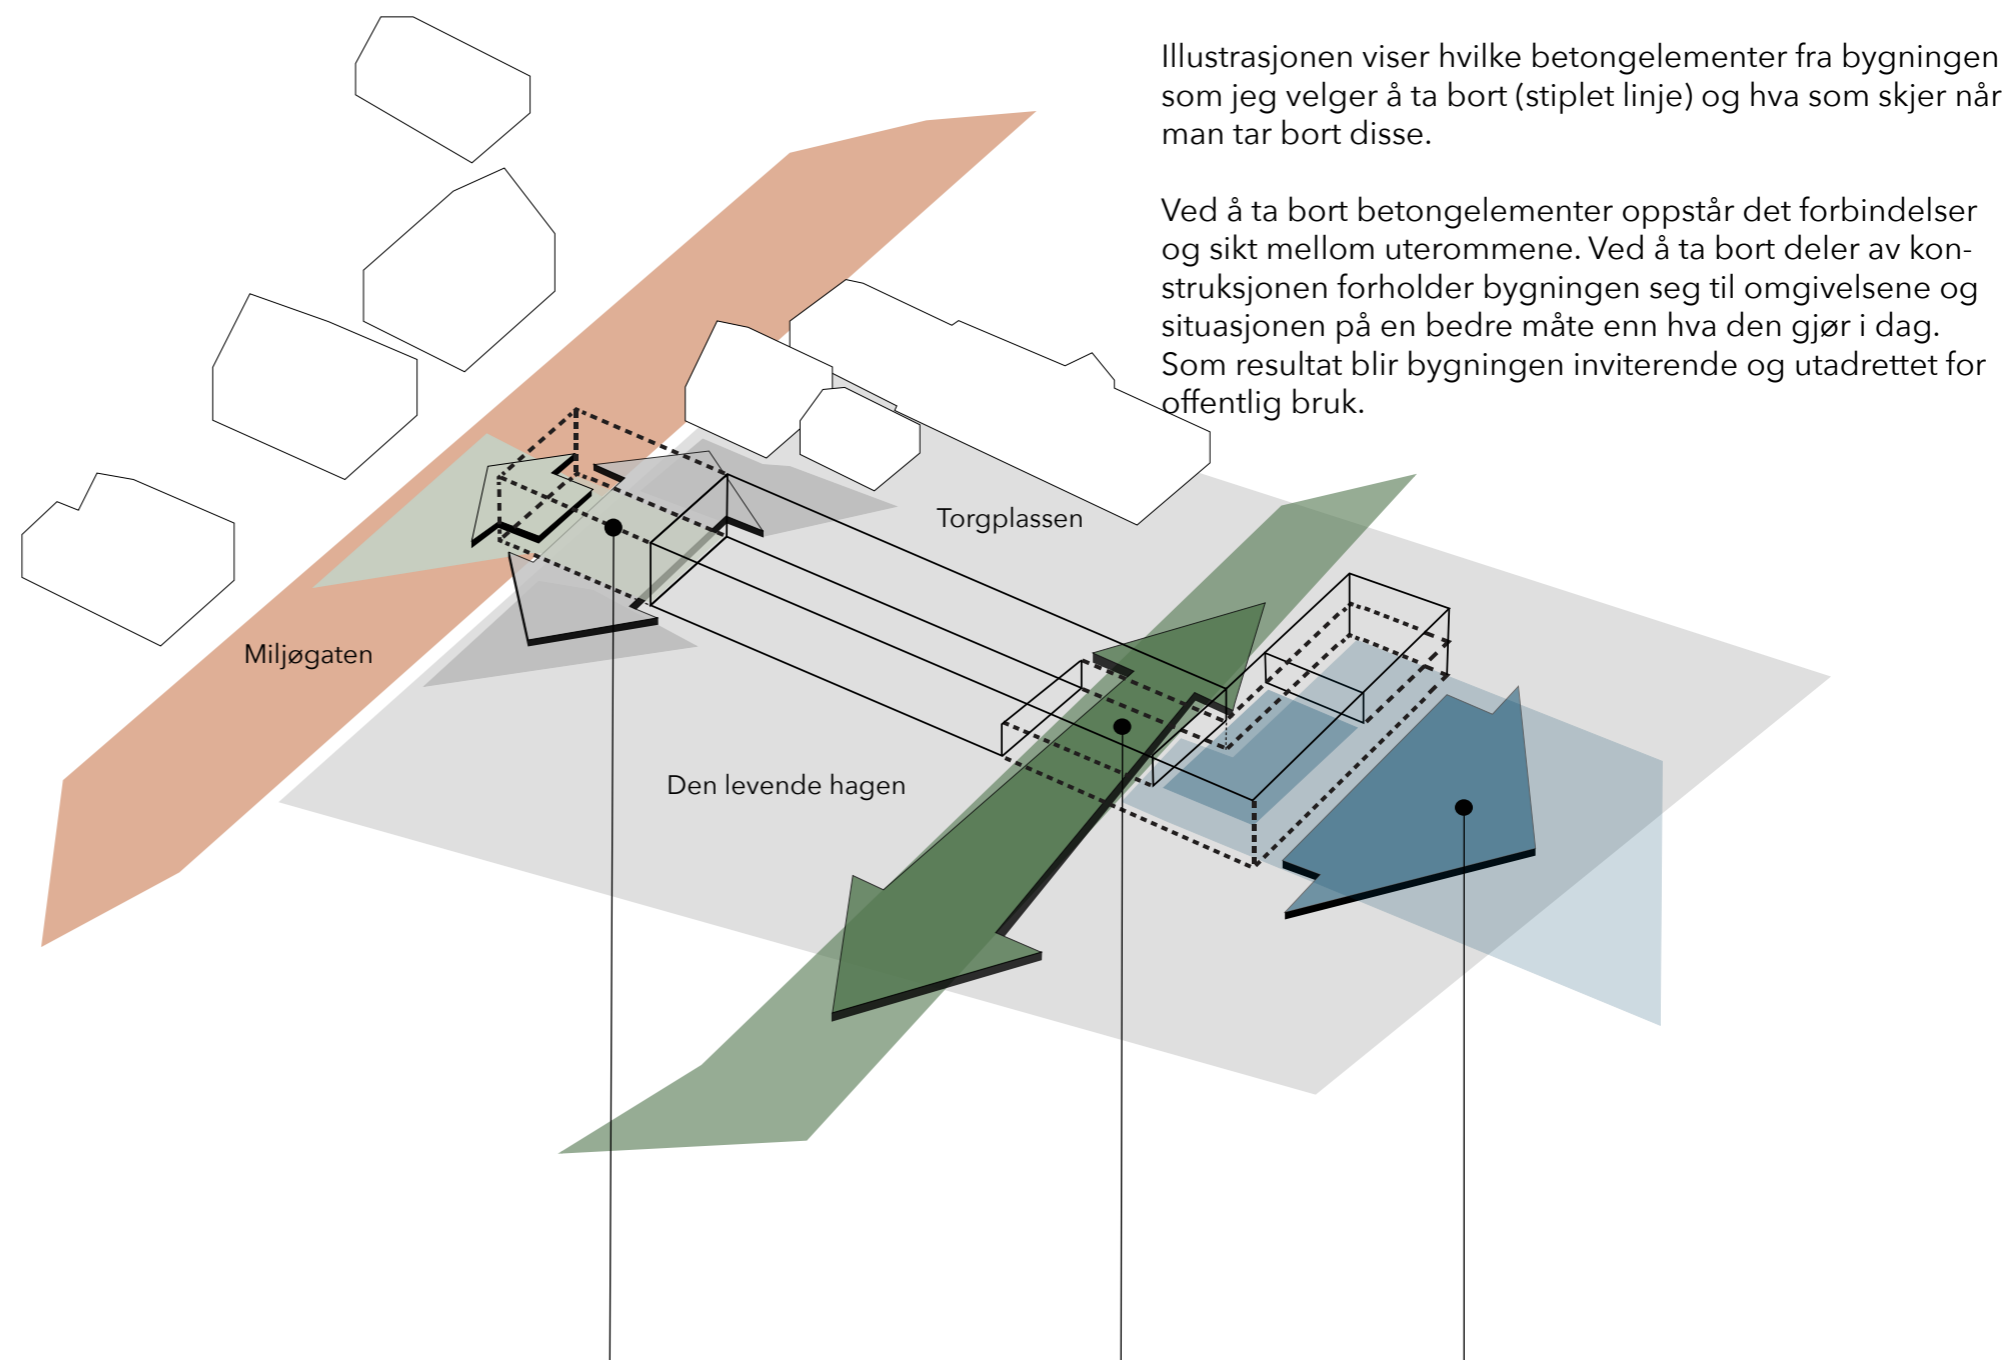 Illustrasjonen viser hvilke betongelementer fra bygningen
som jeg velger å ta bort (stiplet linje) og hva som skjer når
man tar bort disse.
Ved å ta bort betongelementer oppstår det forbindelser
og sikt mellom uterommene. Ved å ta bort deler av kon-
struksjonen forholder bygningen seg til omgivelsene og
situasjonen på en bedre måte enn hva den gjør i dag.
Som resultat blir bygningen inviterende og utadrettet for
offentlig bruk.
Torgplassen
Miljøgaten
Den levende hagen